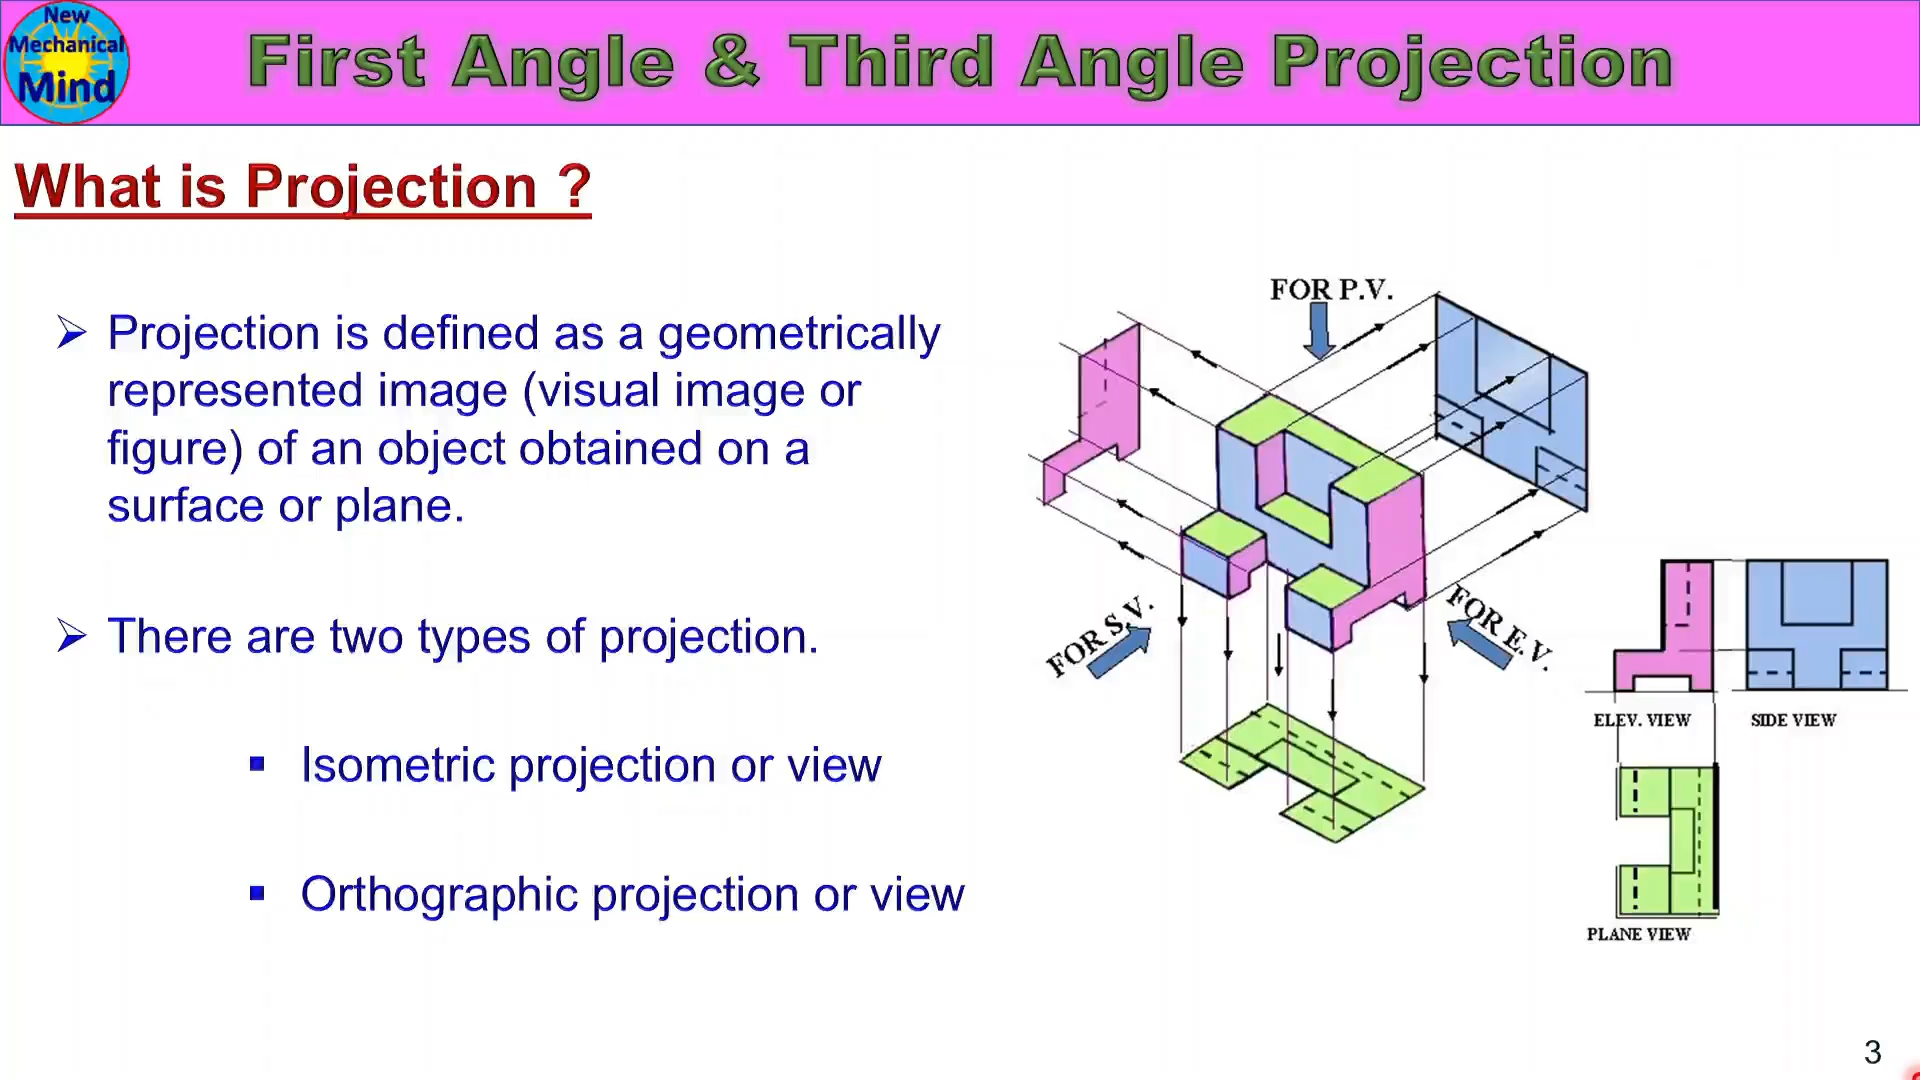 New
Mechanical
Mind
First Angle & Third Angle Projection
What is Projection ?
Projection is defined as a geometrically
represented image (visual image or
figure) of an object obtained on a
surface or plane.
There are two types of projection.
Isometric projection or view
Orthographic projection or view
FOR P.V.
FOR S.V.
FOR E.V.
ELEV. VIEW
SIDE VIEW
PLANE VIEW
3